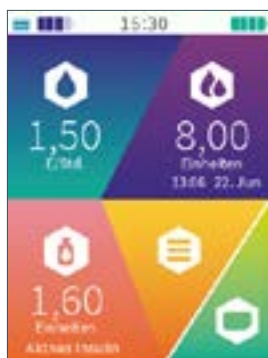 15:30
1,50
E/Std.
8,00
Einheiten
13:06 22. Jun
1,60
Einheiten
Aktives Insulin